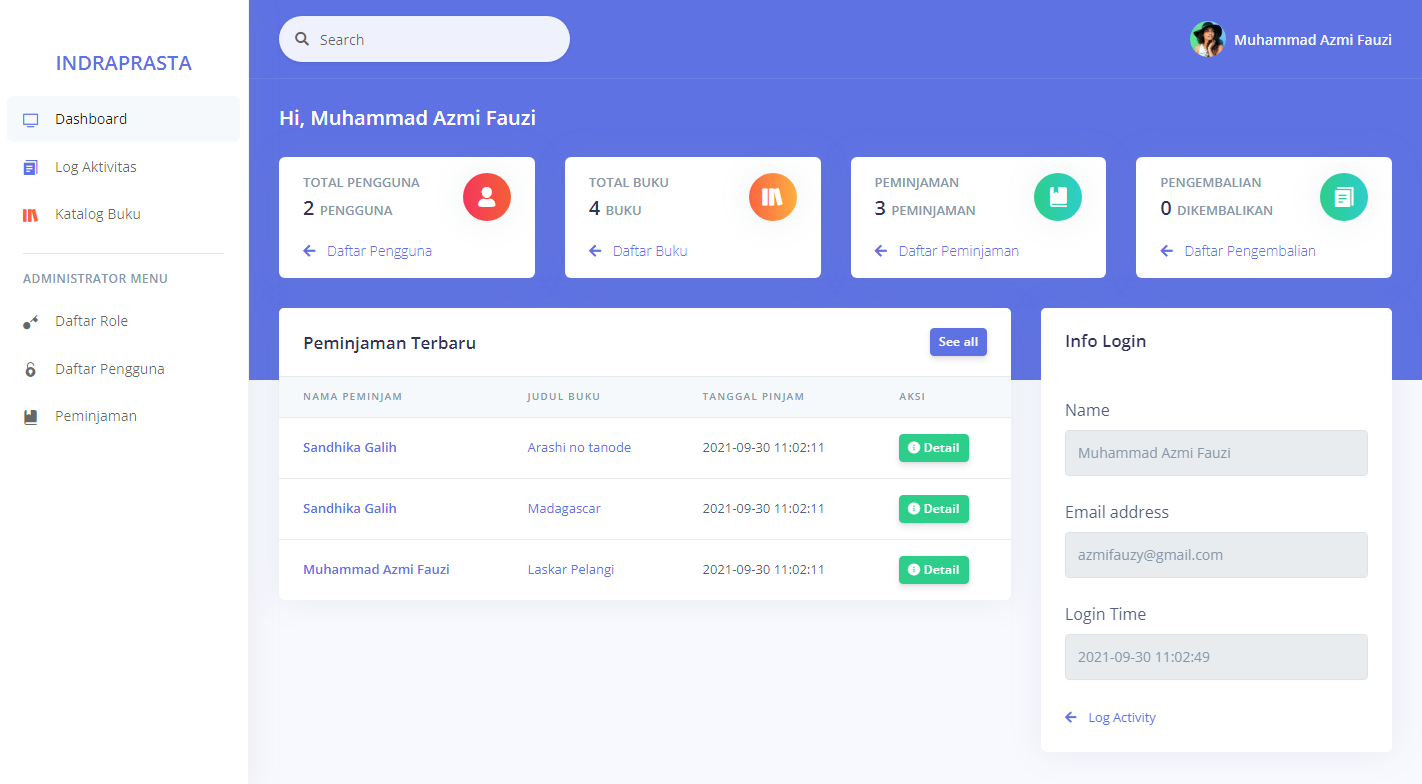 INDRAPRASTA
Dashboard
Log Aktivitas
Katalog Buku
ADMINISTRATOR MENU
Daftar Role
Daftar Pengguna
Peminjaman
Search
Muhammad Azmi Fauzi
Hi, Muhammad Azmi Fauzi
TOTAL PENGGUNA
2 PENGGUNA
Daftar Pengguna
TOTAL BUKU
4 BUKU
Daftar Buku
PEMINJAMAN
3 PEMINJAMAN
Daftar Peminjaman
PENGEMBALIAN
0 DIKEMBALIKAN
Daftar Pengembalian
Peminjaman Terbaru
See all
NAMA PEMINJAM JUDUL BUKU TANGGAL PINJAM AKSI
Sandhika Galih Arashi no tanode 2021-09-30 11:02:11 Detail
Sandhika Galih Madagascar 2021-09-30 11:02:11 Detail
Muhammad Azmi Fauzi Laskar Pelangi 2021-09-30 11:02:11 Detail
Info Login
Name
Muhammad Azmi Fauzi
Email address
azmifauzy@gmail.com
Login Time
2021-09-30 11:02:49
Log Activity